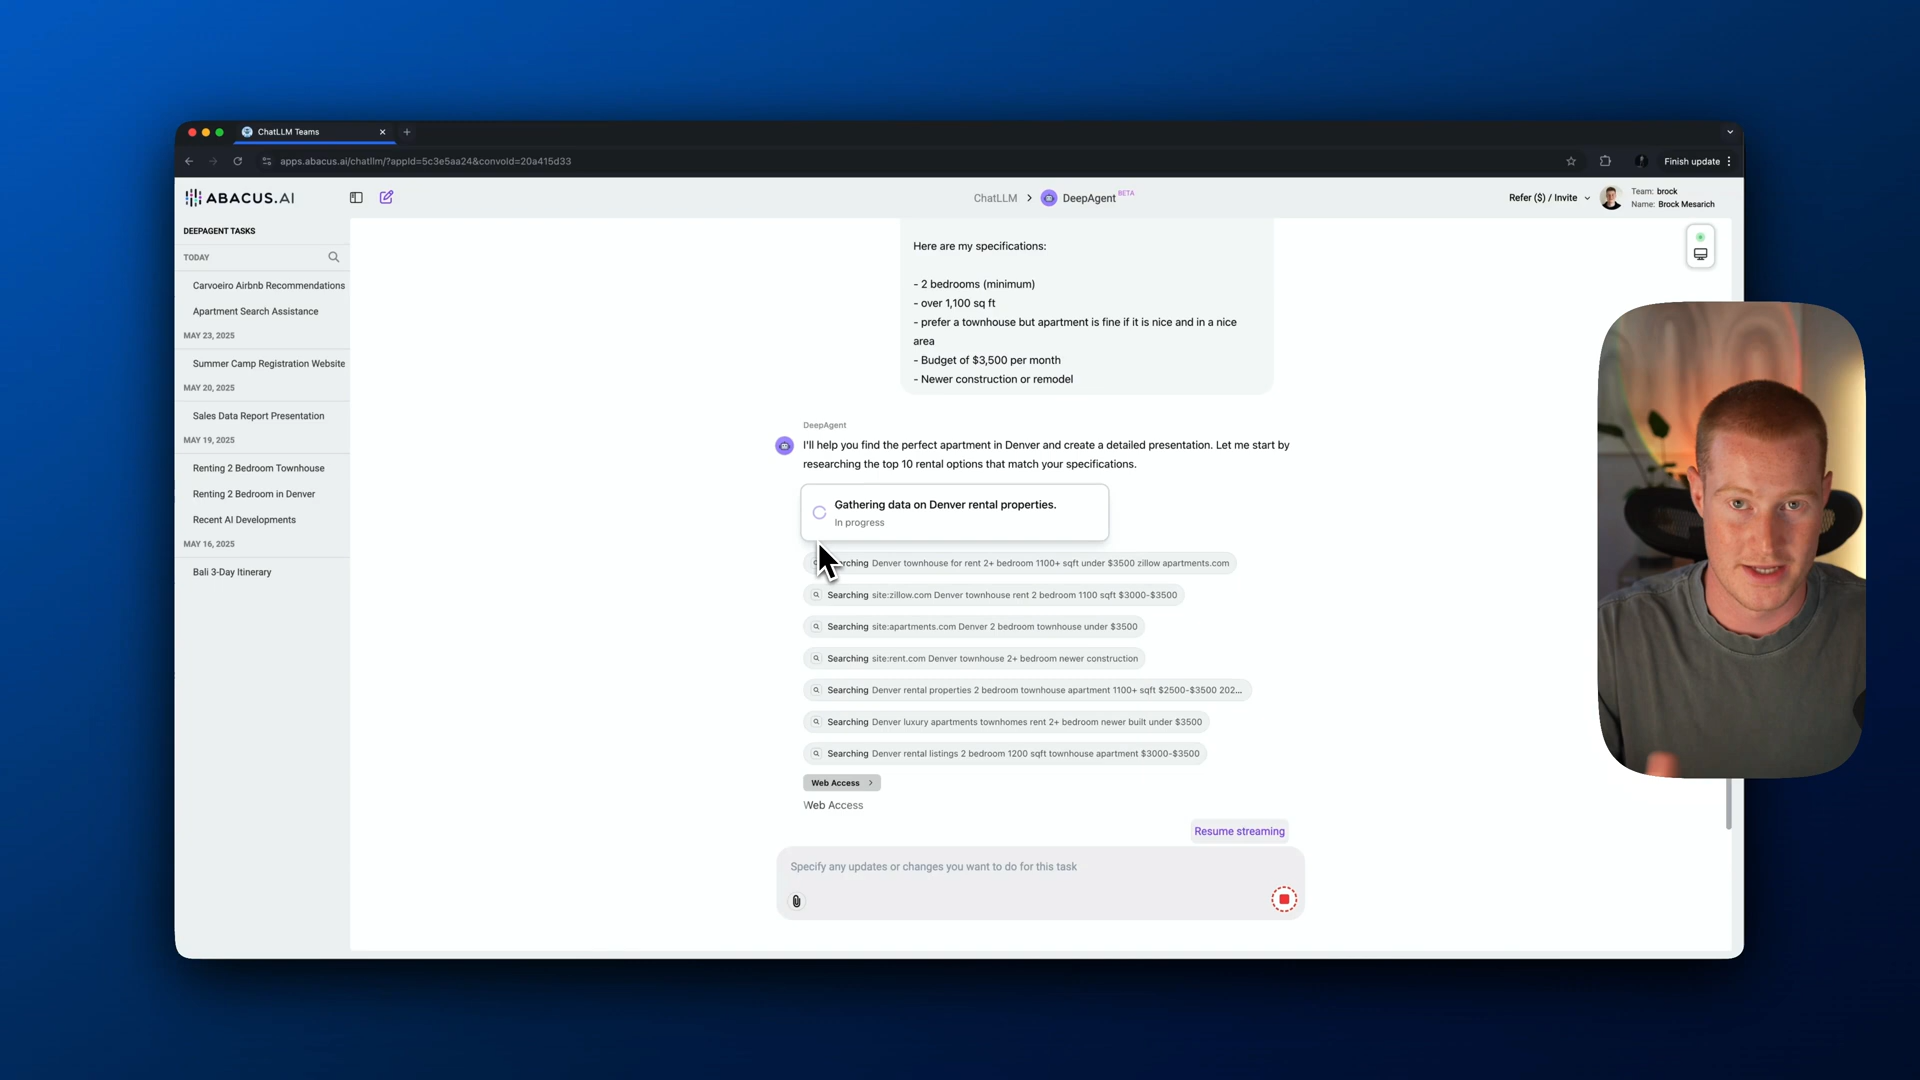 ChatLLM Teams
apps.abacus.ai/chatllm/?appId=5c3e5aa24&convoId=20a415d33
Finish update
ABACUS.AI
ChatLLM > DeepAgent BETA
Refer ($) / Invite
Team: brock
Name: Brock Mesarich
DEEPAGENT TASKS
TODAY
Carvoeiro Airbnb Recommendations
Apartment Search Assistance
MAY 23, 2025
Summer Camp Registration Website
MAY 20, 2025
Sales Data Report Presentation
MAY 19, 2025
Renting 2 Bedroom Townhouse
Renting 2 Bedroom in Denver
Recent AI Developments
MAY 16, 2025
Bali 3-Day Itinerary
Here are my specifications:
- 2 bedrooms (minimum)
- over 1,100 sq ft
- prefer a townhouse but apartment is fine if it is nice and in a nice
area
- Budget of $3,500 per month
- Newer construction or remodel
DeepAgent
I'll help you find the perfect apartment in Denver and create a detailed presentation. Let me start by
researching the top 10 rental options that match your specifications.
Gathering data on Denver rental properties.
In progress
rching Denver townhouse for rent 2+ bedroom 1100+ sqft under $3500 zillow apartments.com
Searching site:zillow.com Denver townhouse rent 2 bedroom 1100 sqft $3000-$3500
Searching site:apartments.com Denver 2 bedroom townhouse under $3500
Searching site:rent.com Denver townhouse 2+ bedroom newer construction
Searching Denver rental properties 2 bedroom townhouse apartment 1100+ sqft $2500-$3500 202...
Searching Denver luxury apartments townhomes rent 2+ bedroom newer built under $3500
Searching Denver rental listings 2 bedroom 1200 sqft townhouse apartment $3000-$3500
Web Access >
Web Access
Resume streaming
Specify any updates or changes you want to do for this task